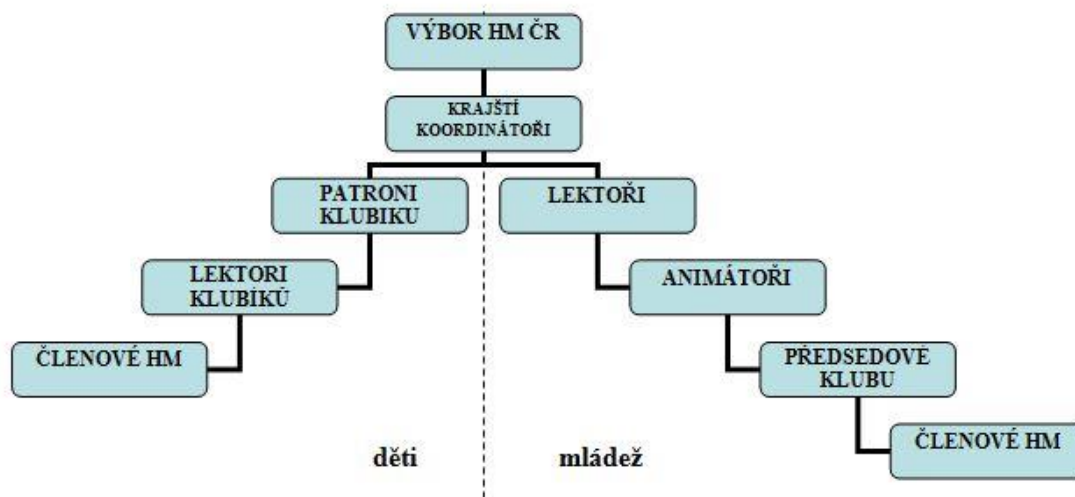 VÝBOR HM ČR
KRAJŠTÍ
KOORDINÁTOŘI
PATRONI
KLUBIKU
LEKTOŘI
LEKTORI
KLUBÍKŮ
ANIMÁTOŘI
ČLENOVÉ HM
PŘEDSEDOVÉ
KLUBU
ČLENOVÉ HM
děti
mládež